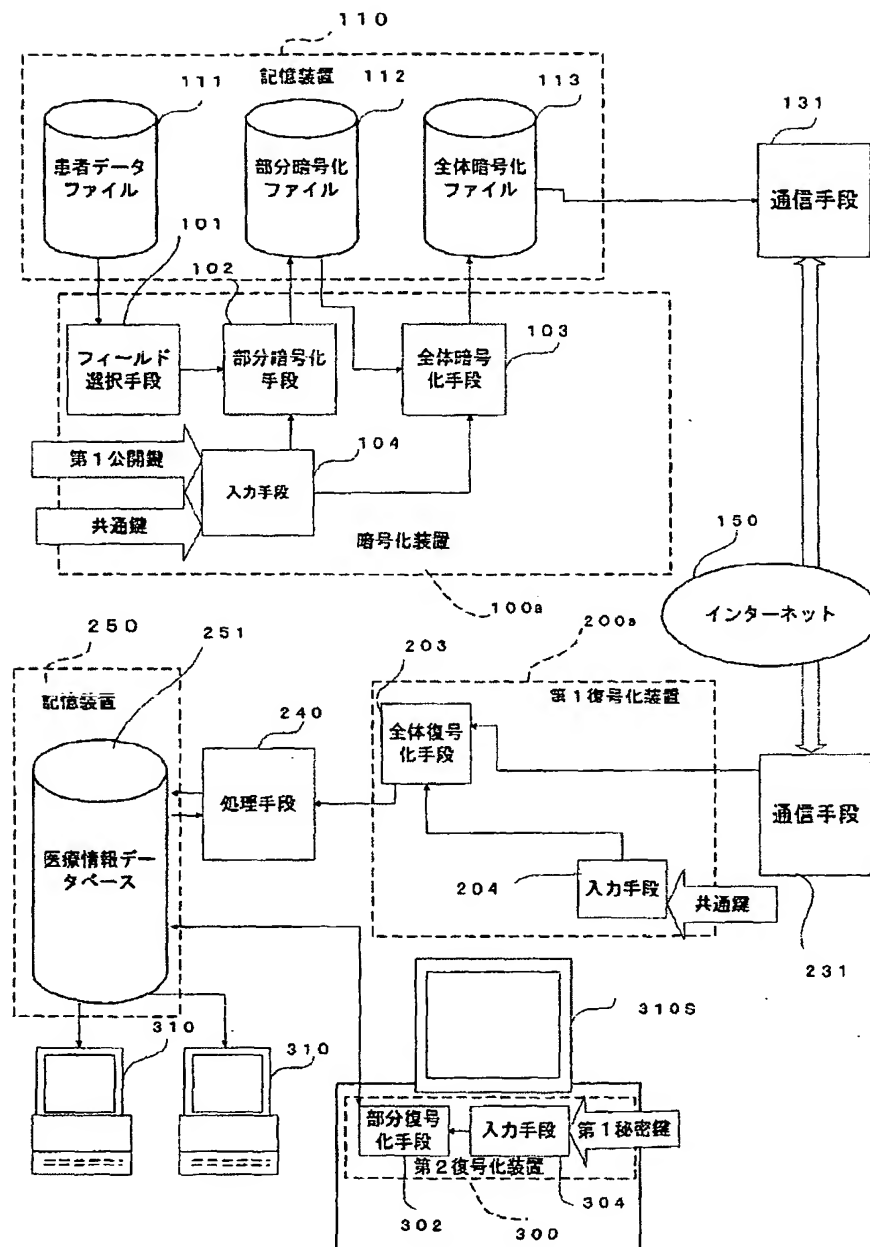 110
記憶装置
111
112
113
131
患者データ
ファイル
部分暗号化
ファイル
全体暗号化
ファイル
通信手段
101
102
103
フィールド
選択手段
部分暗号化
手段
全体暗号
化手段
104
第1公開鍵
入力手段
共通鍵
暗号化装置
100a
150
インターネット
250
251
記憶装置
200a
203
第1復号化装置
240
全体復号
化手段
処理手段
通信手段
医療情報デー
タベース
204
入力手段
共通鍵
231
310S
310
310
部分復号
化手段
入力手段
第1秘密鍵
第2復号化装置
302
300
304